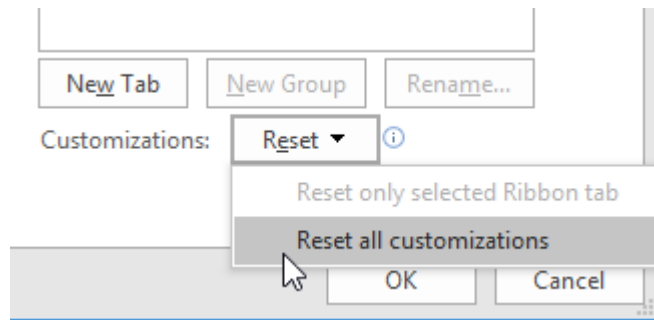 New Tab New Group Rename...
Customizations: Reset
Reset only selected Ribbon tab
Reset all customizations
OK Cancel